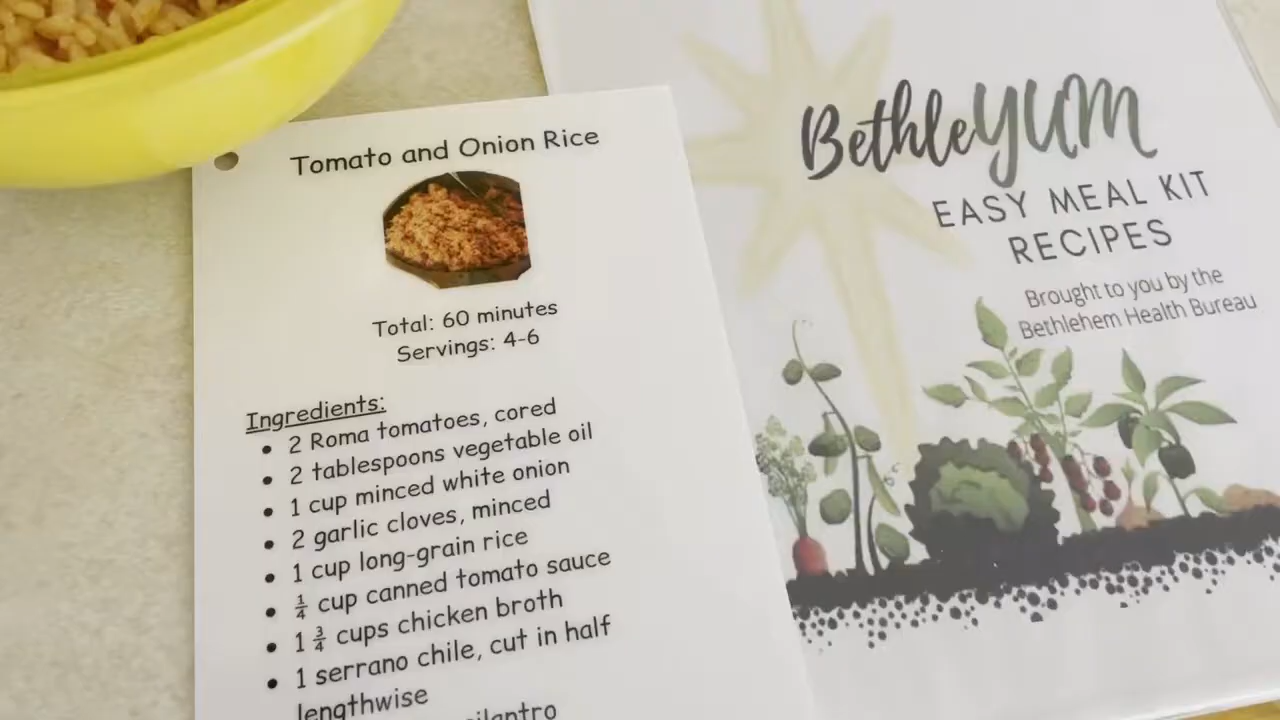 Tomato and Onion Rice
Total: 60 minutes
Servings: 4-6
Ingredients:
2 Roma tomatoes, cored
2 tablespoons vegetable oil
1 cup minced white onion
2 garlic cloves, minced
1 cup long-grain rice
¼ cup canned tomato sauce
1 ¾ cups chicken broth
1 serrano chile, cut in half
lengthwise
cilantro
BethleYUM
EASY MEAL KIT
RECIPES
Brought to you by the
Bethlehem Health Bureau